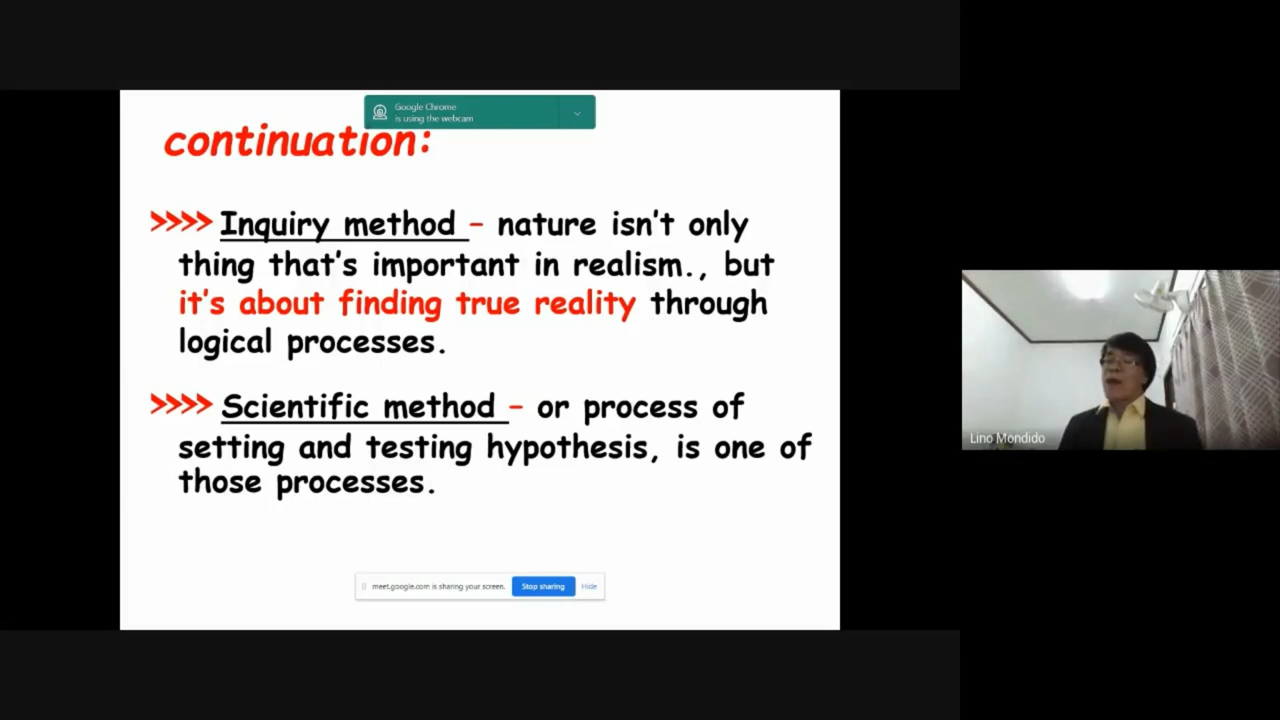 Google Chrome
is using the webcam
continuation:
>>>> Inquiry method – nature isn't only
thing that's important in realism., but
it's about finding true reality through
logical processes.
>>>> Scientific method – or process of
setting and testing hypothesis, is one of
those processes.
meet.google.com is sharing your screen. Stop sharing Hide
Lino Mondido